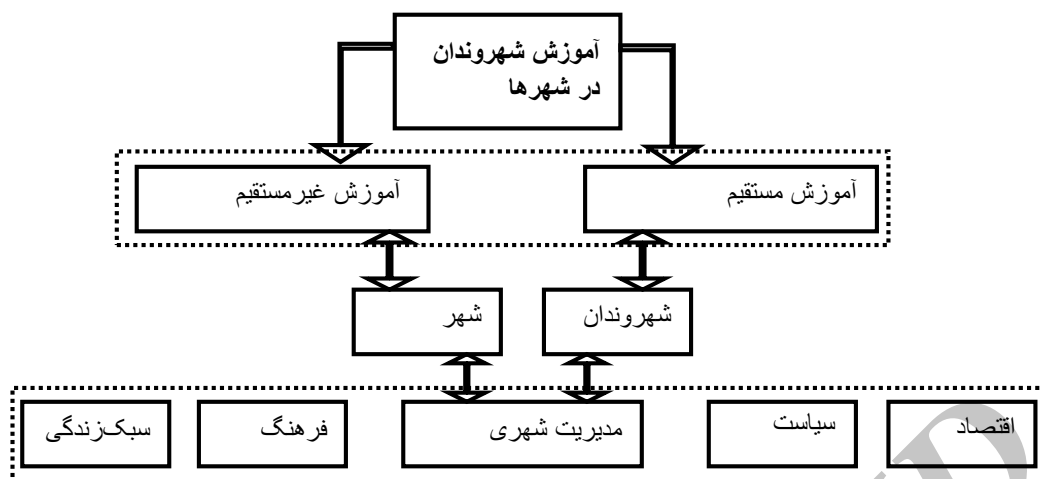 آموزش شهروندان
در شهرها
آموزش مستقیم
آموزش غیرمستقیم
شهروندان
شهر
اقتصاد
سیاست
مدیریت شهری
فرهنگ
سبک‌زندگی